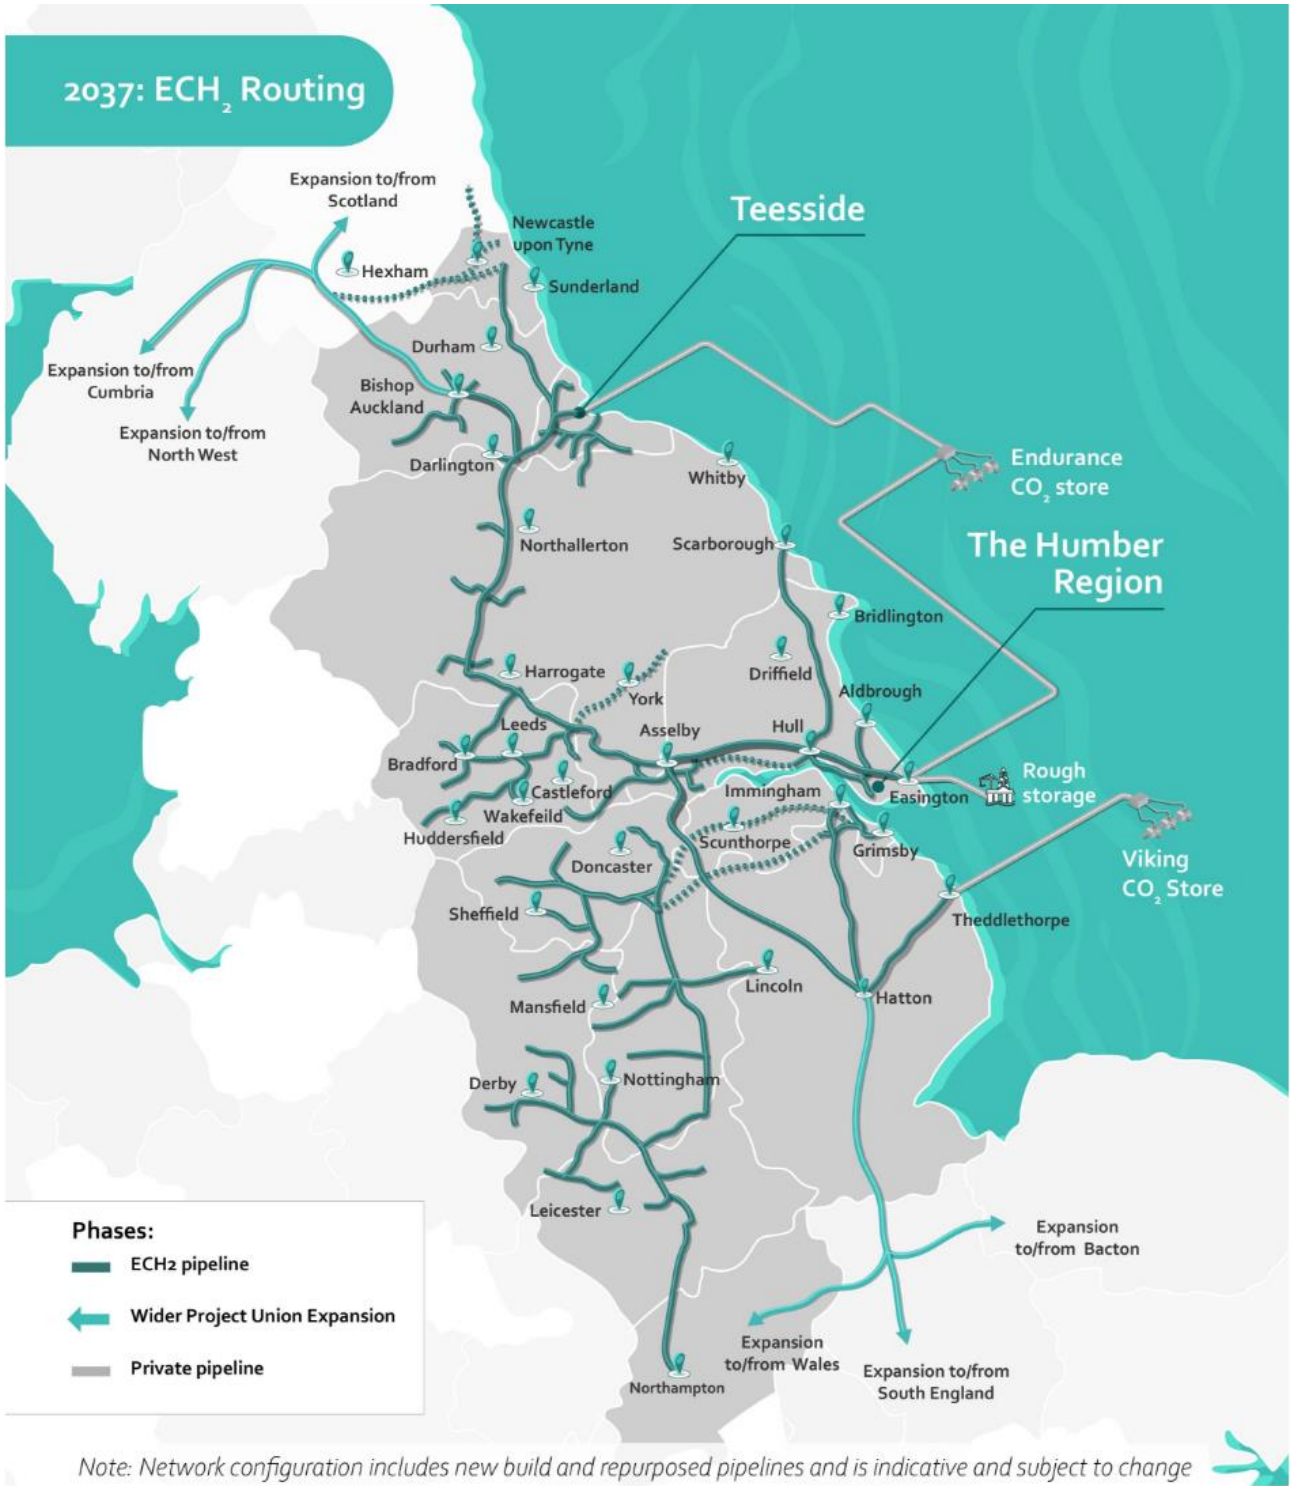 2037: ECH₂ Routing
Expansion to/from
Scotland
Teesside
Newcastle
upon Tyne
Hexham
Sunderland
Durham
Expansion to/from
Cumbria
Bishop
Auckland
Expansion to/from
North West
Darlington
Whitby
Endurance
CO₂ store
Northallerton
Scarborough
The Humber
Region
Bridlington
Harrogate
Driffield
York
Aldbrough
Leeds
Asselby
Hull
Bradford
Rough
storage
Castleford
Immingham
Easington
Wakefeild
Huddersfield
Scunthorpe
Grimsby
Doncaster
Viking
CO₂ Store
Sheffield
Theddlethorpe
Lincoln
Hatton
Mansfield
Derby
Nottingham
Leicester
Phases:
ECH2 pipeline
Wider Project Union Expansion
Private pipeline
Expansion
to/from Bacton
Expansion
to/from Wales
Expansion to/from
South England
Northampton
Note: Network configuration includes new build and repurposed pipelines and is indicative and subject to change